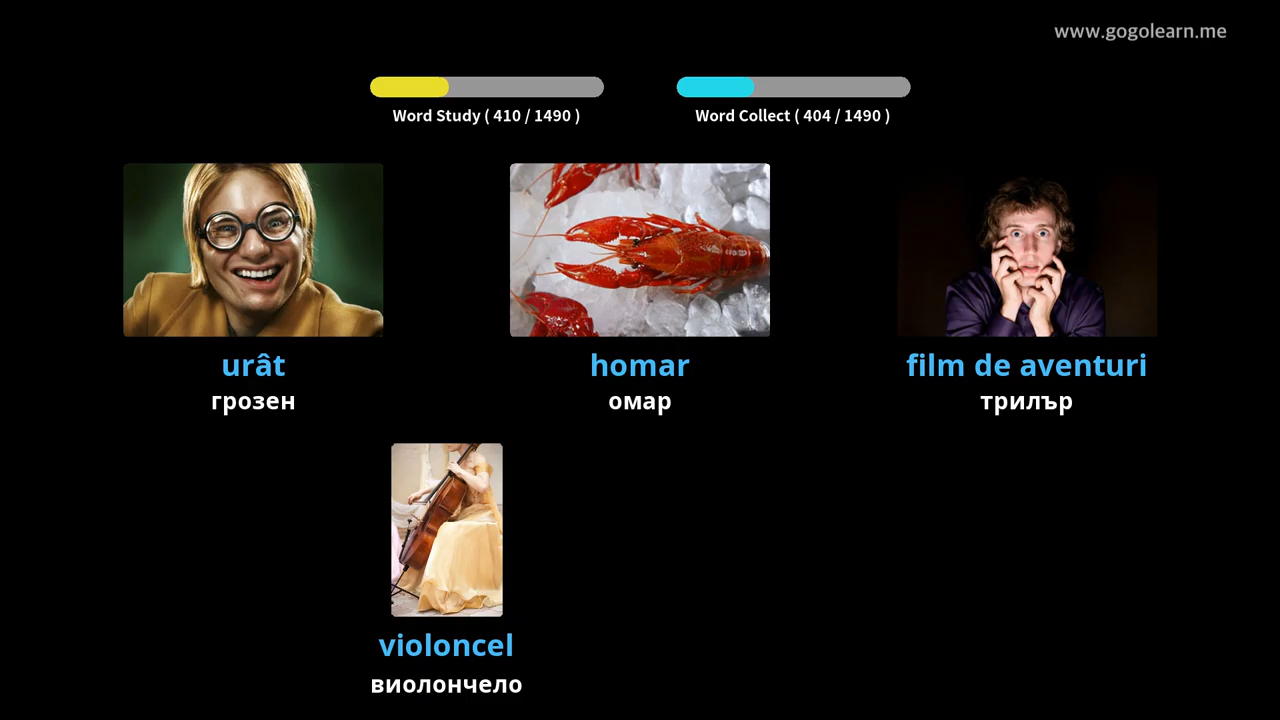 www.gogolearn.me
Word Study ( 410 / 1490 )
Word Collect ( 404 / 1490 )
urât
грозен
homar
омар
film de aventuri
трилър
violoncel
виолончело